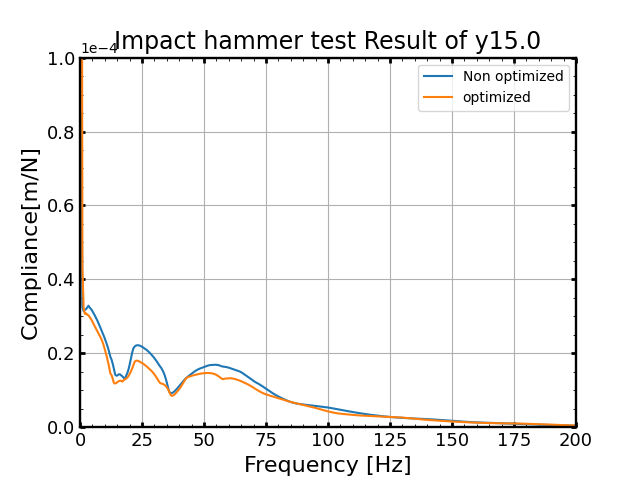 Impact hammer test Result of y15.0
1e−4
1.0
0.8
0.6
0.4
0.2
0.0
Compliance[m/N]
Non optimized
optimized
0 25 50 75 100 125 150 175 200
Frequency [Hz]